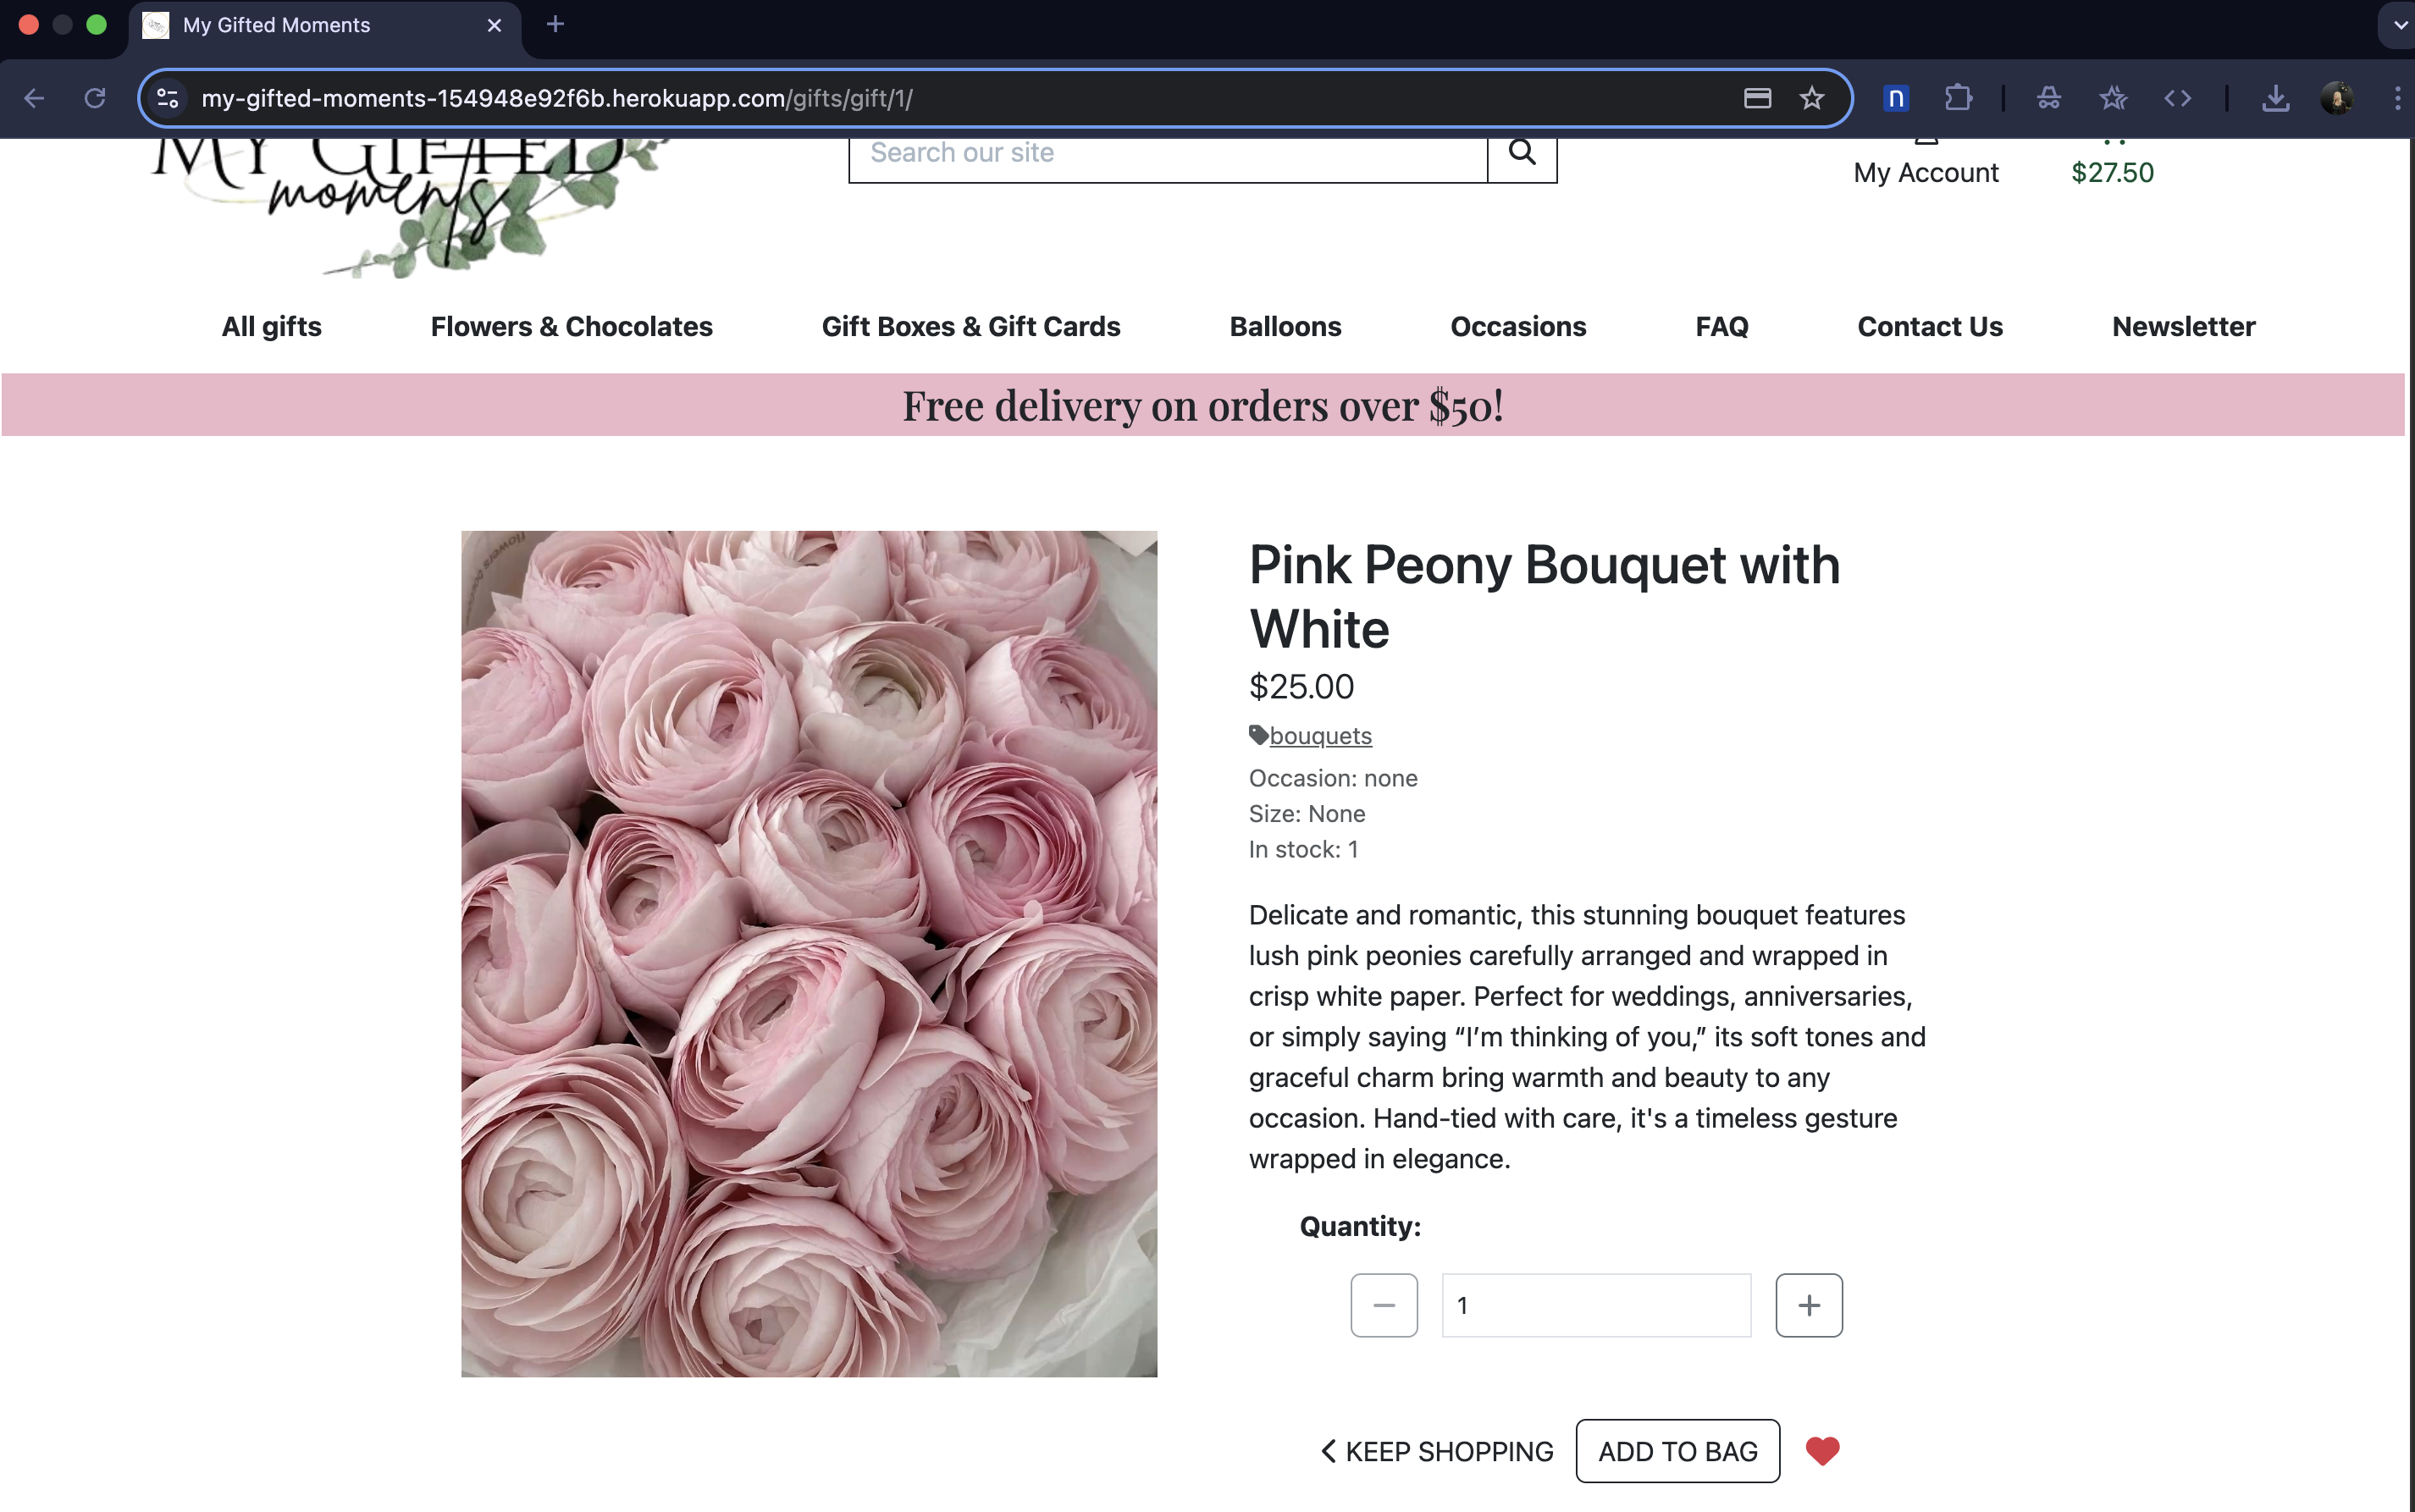 My Gifted Moments
my-gifted-moments-154948e92f6b.herokuapp.com/gifts/gift/1/
MY GIFTED
moments
Search our site
My Account
$27.50
All gifts
Flowers & Chocolates
Gift Boxes & Gift Cards
Balloons
Occasions
FAQ
Contact Us
Newsletter
Free delivery on orders over $50!
flowers
Pink Peony Bouquet with
White
$25.00
bouquets
Occasion: none
Size: None
In stock: 1
Delicate and romantic, this stunning bouquet features
lush pink peonies carefully arranged and wrapped in
crisp white paper. Perfect for weddings, anniversaries,
or simply saying “I’m thinking of you,” its soft tones and
graceful charm bring warmth and beauty to any
occasion. Hand-tied with care, it's a timeless gesture
wrapped in elegance.
Quantity:
1
KEEP SHOPPING
ADD TO BAG